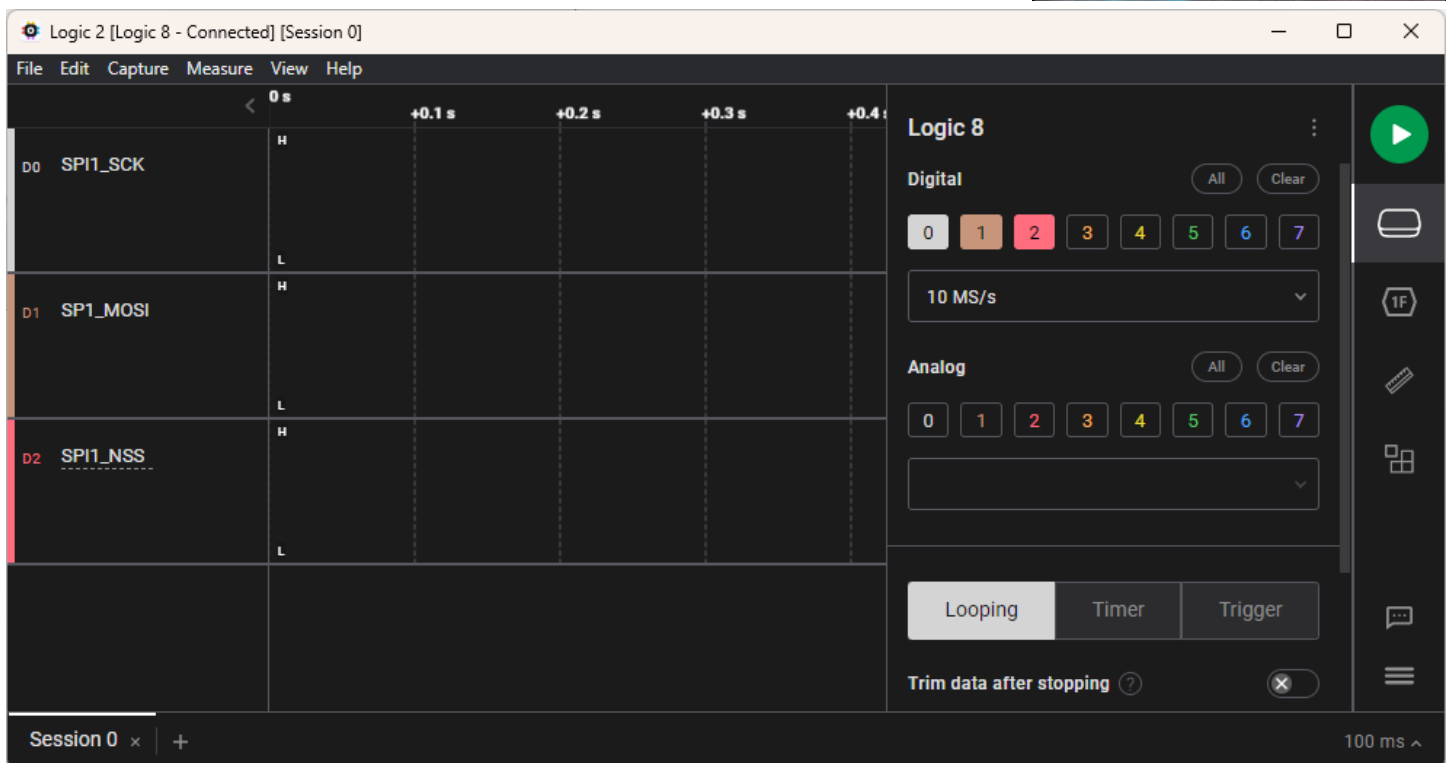 Logic 2 [Logic 8 - Connected] [Session 0]
File Edit Capture Measure View Help
0 s
+0.1 s +0.2 s +0.3 s +0.4 s
D0 SPI1_SCK
H
L
D1 SP1_MOSI
H
L
D2 SPI1_NSS
H
L
Logic 8
Digital All Clear
0 1 2 3 4 5 6 7
10 MS/s
Analog All Clear
0 1 2 3 4 5 6 7
Looping Timer Trigger
Trim data after stopping ?
1F
Session 0 × +
100 ms